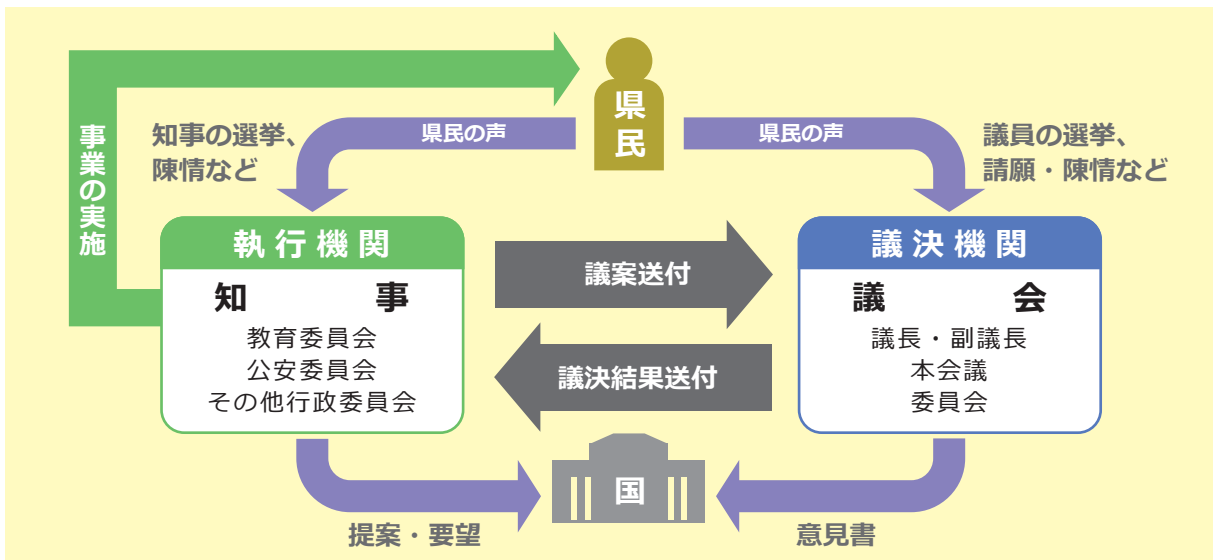 県民
県民の声
県民の声
知事の選挙、
陳情など
議員の選挙、
請願・陳情など
事業の実施
執行機関
知事
教育委員会
公安委員会
その他行政委員会
議案送付
議決結果送付
議決機関
議会
議長・副議長
本会議
委員会
国
提案・要望
意見書